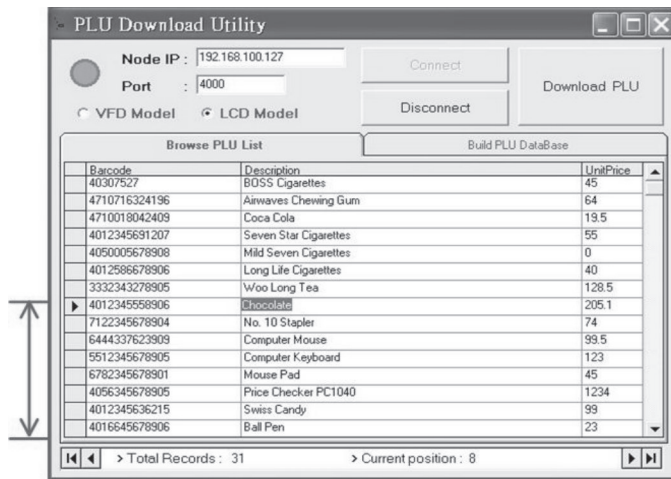 PLU Download Utility
Node IP : 192.168.100.127
Connect
Download PLU
Port : 4000
VFD Model LCD Model
Disconnect
Browse PLU List Build PLU DataBase
Barcode Description UnitPrice
40307527 BOSS Cigarettes 45
4710716324196 Airwaves Chewing Gum 64
4710018042409 Coca Cola 19.5
4012345691207 Seven Star Cigarettes 55
4050005678908 Mild Seven Cigarettes 0
4012586678906 Long Life Cigarettes 40
3332343278905 Woo Long Tea 128.5
4012345558906 Chocolate 205.1
7122345678904 No. 10 Stapler 74
6444337623909 Computer Mouse 99.5
5512345678905 Computer Keyboard 123
6782345678901 Mouse Pad 45
4056345678905 Price Checker PC1040 1234
4012345636215 Swiss Candy 99
4016645678906 Ball Pen 23
> Total Records : 31 > Current position : 8